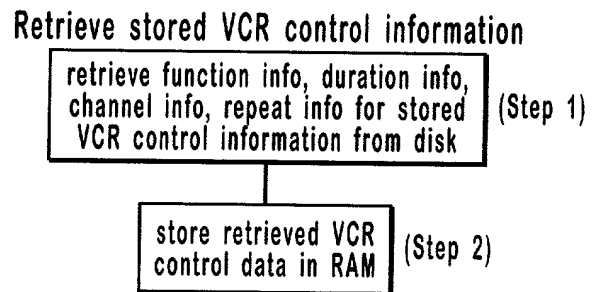 Retrieve stored VCR control information
retrieve function info, duration info,
channel info, repeat info for stored
VCR control information from disk
(Step 1)
store retrieved VCR
control data in RAM
(Step 2)